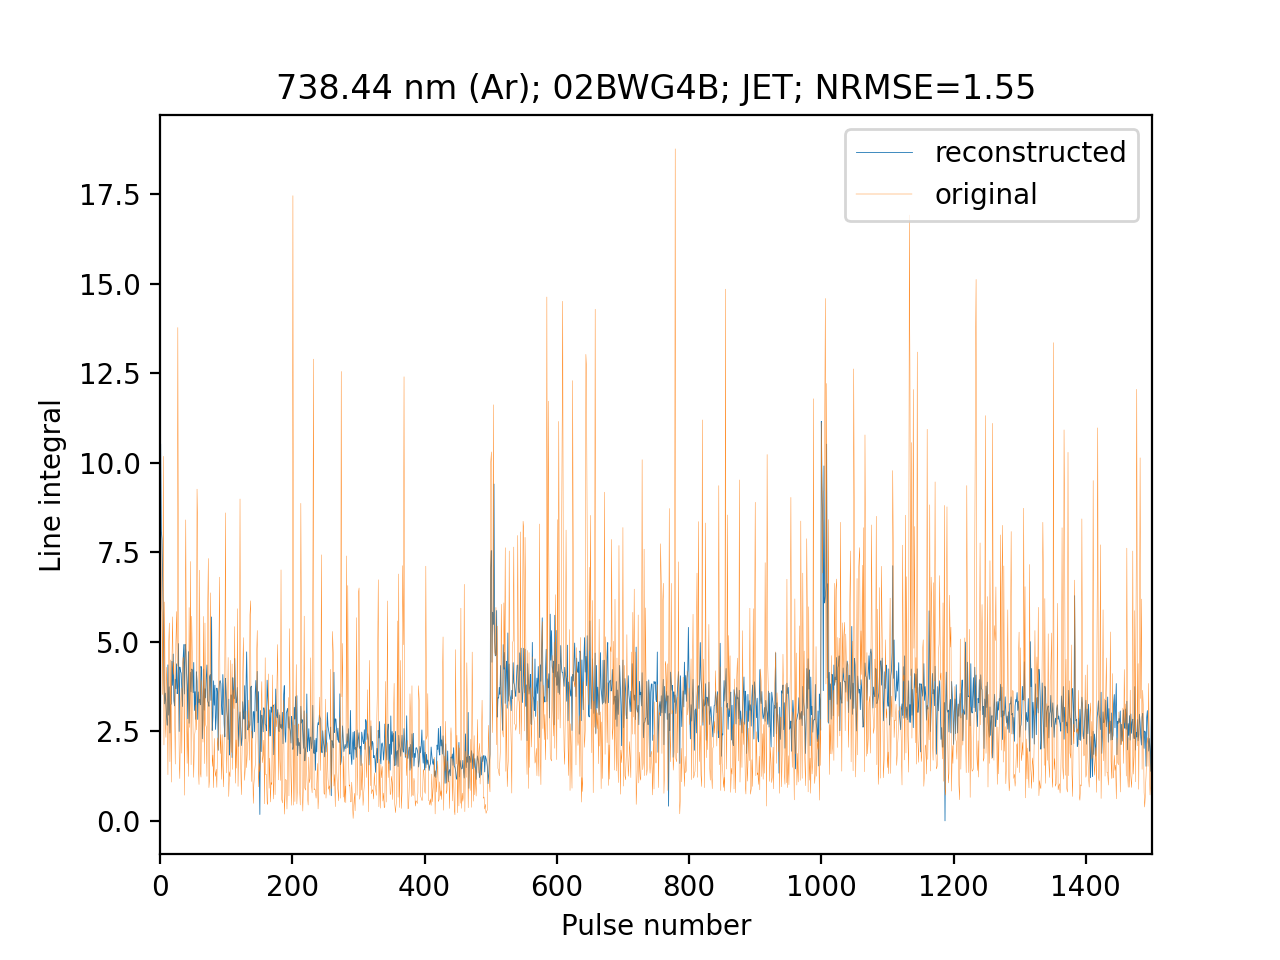 738.44 nm (Ar); 02BWG4B; JET; NRMSE=1.55
reconstructed
original
Line integral
17.5
15.0
12.5
10.0
7.5
5.0
2.5
0.0
0 200 400 600 800 1000 1200 1400
Pulse number